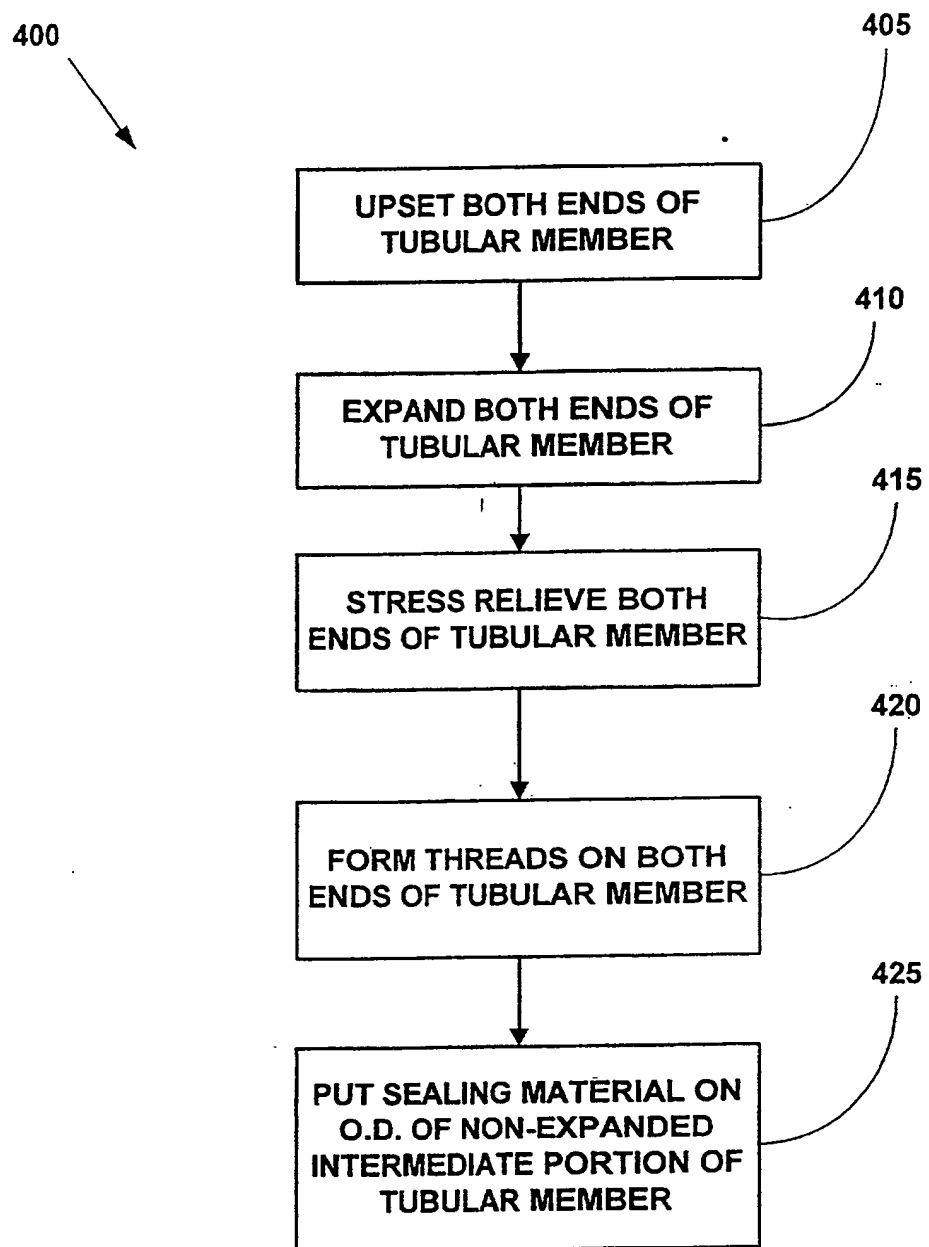 400
405
UPSET BOTH ENDS OF
TUBULAR MEMBER
410
EXPAND BOTH ENDS OF
TUBULAR MEMBER
415
STRESS RELIEVE BOTH
ENDS OF TUBULAR MEMBER
420
FORM THREADS ON BOTH
ENDS OF TUBULAR MEMBER
425
PUT SEALING MATERIAL ON
O.D. OF NON-EXPANDED
INTERMEDIATE PORTION OF
TUBULAR MEMBER